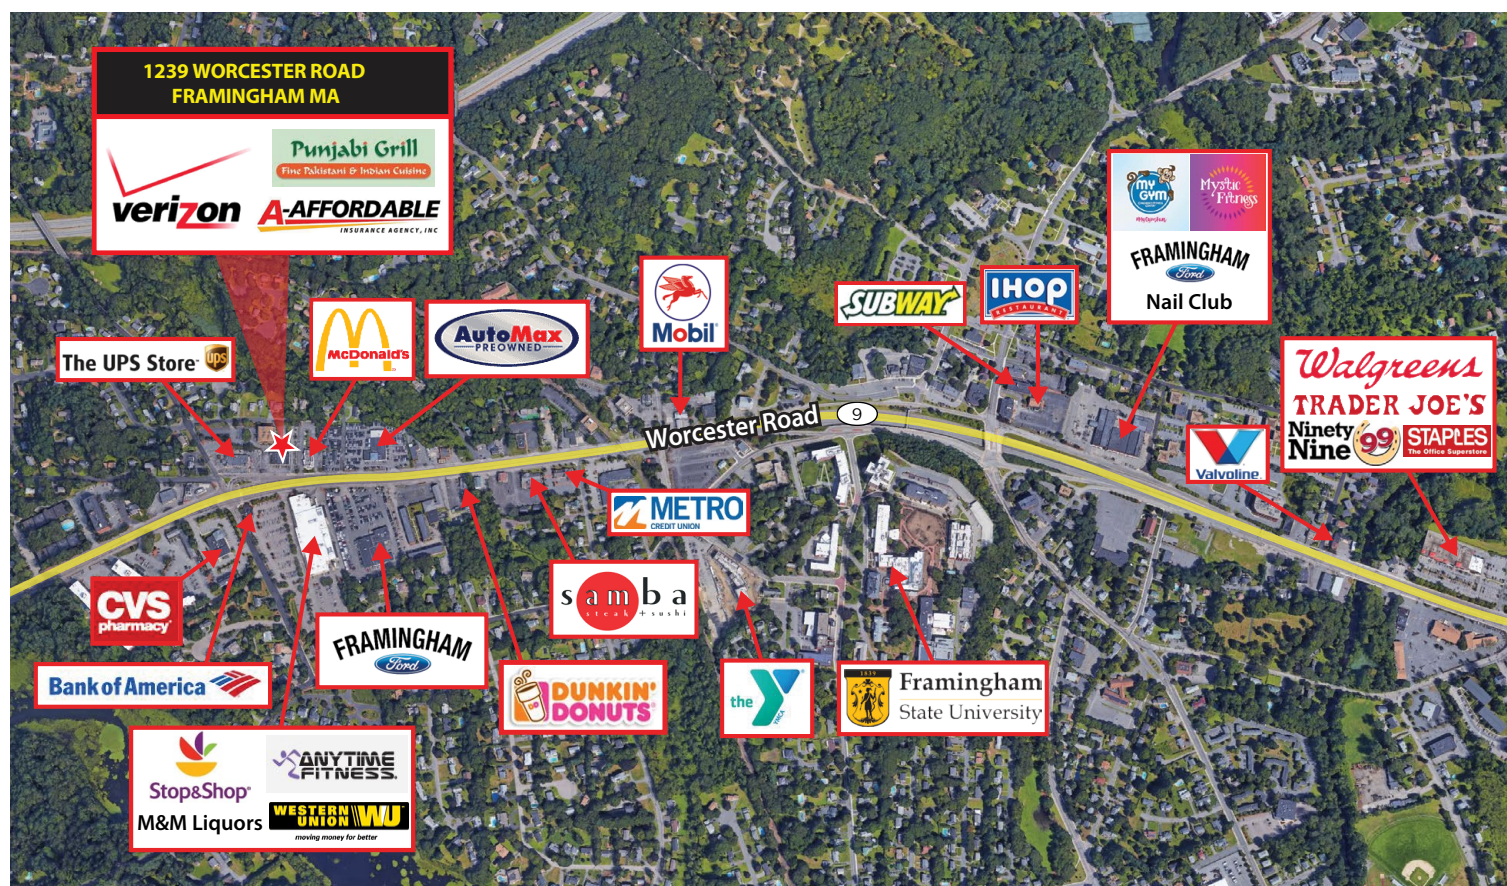 1239 WORCESTER ROAD
FRAMINGHAM MA
verizon
Punjabi Grill
Fine Pakistani & Indian Cuisine
A-AFFORDABLE
INSURANCE AGENCY, INC
The UPS Store
ups
McDonald's
AutoMax
PREOWNED
Mobil
SUBWAY
IHOP
RESTAURANT
MY
GYM
Mystic
Fitness
FRAMINGHAM
Ford
Nail Club
Walgreens
TRADER JOE'S
Ninety
Nine
99
STAPLES
The Office Superstore
Valvoline
Worcester Road
9
METRO
CREDIT UNION
samba
steak + sushi
CVS
pharmacy
Bank of America
FRAMINGHAM
Ford
DUNKIN'
DONUTS
DD
the
Y
YMCA
1839
Framingham
State University
Stop&Shop
M&M Liquors
ANYTIME
FITNESS
WESTERN
UNION
WU
moving money for better